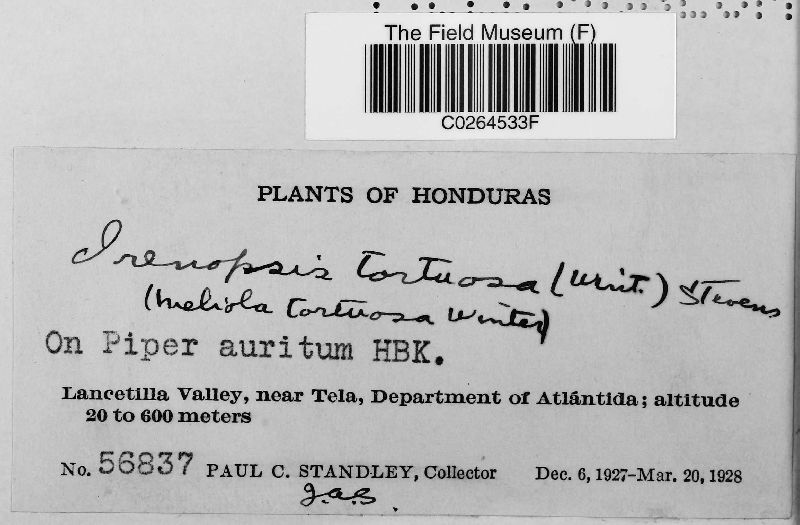 The Field Museum (F)
C0264533F
PLANTS OF HONDURAS
Irenopsis tortuosa (Wint.) Stevens
(Meliola tortuosa Winter)
On Piper auritum HBK.
Lancetilla Valley, near Tela, Department of Atlántida; altitude
20 to 600 meters
No. 56837 PAUL C. STANDLEY, Collector Dec. 6, 1927–Mar. 20, 1928
J.A.S.